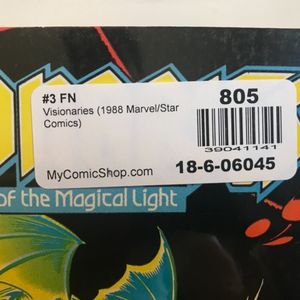 #3 FN
Visionaries (1988 Marvel/Star
Comics)
MyComicShop.com
805
39041141
18-6-06045
of the Magical Light